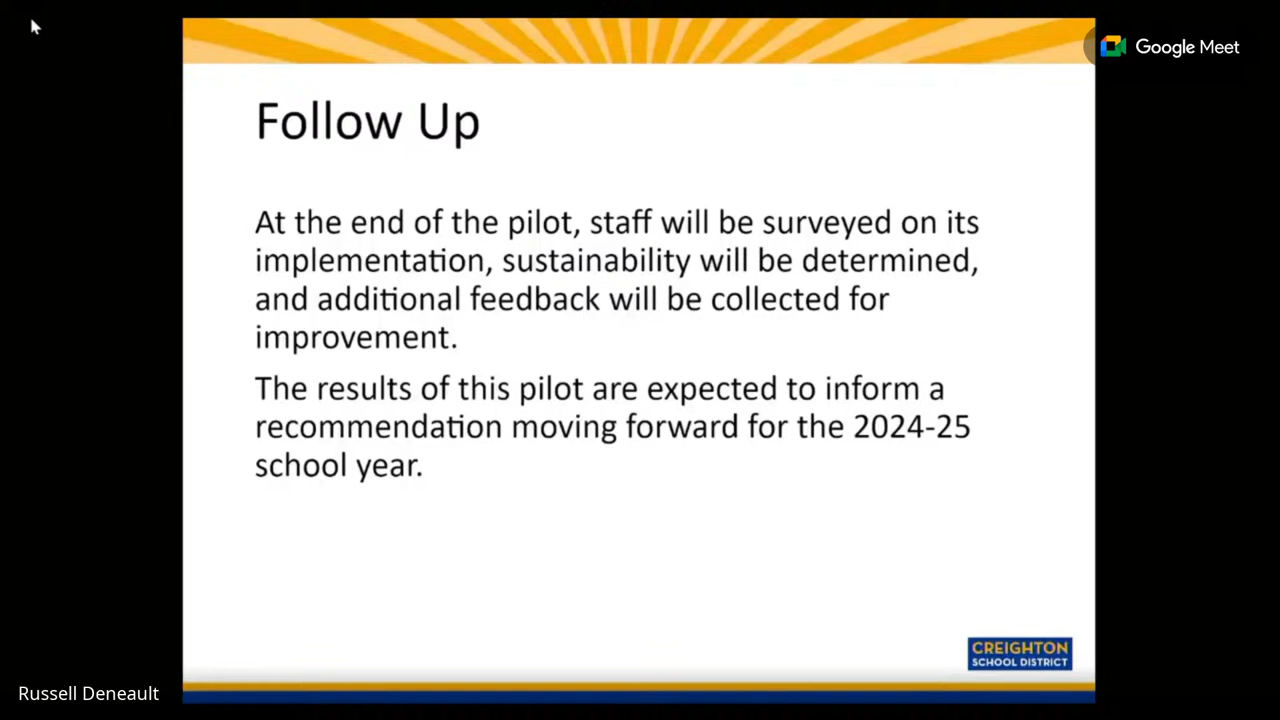 Google Meet
Follow Up
At the end of the pilot, staff will be surveyed on its
implementation, sustainability will be determined,
and additional feedback will be collected for
improvement.
The results of this pilot are expected to inform a
recommendation moving forward for the 2024-25
school year.
CREIGHTON
SCHOOL DISTRICT
Russell Deneault